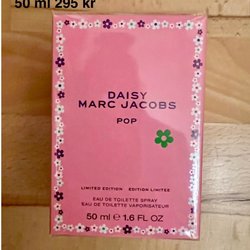 50 ml 295 kr
DAISY
MARC JACOBS
POP
LIMITED EDITION · EDITION LIMITÉE
EAU DE TOILETTE SPRAY
EAU DE TOILETTE VAPORISATEUR
50 ml ℮ 1.6 FL OZ